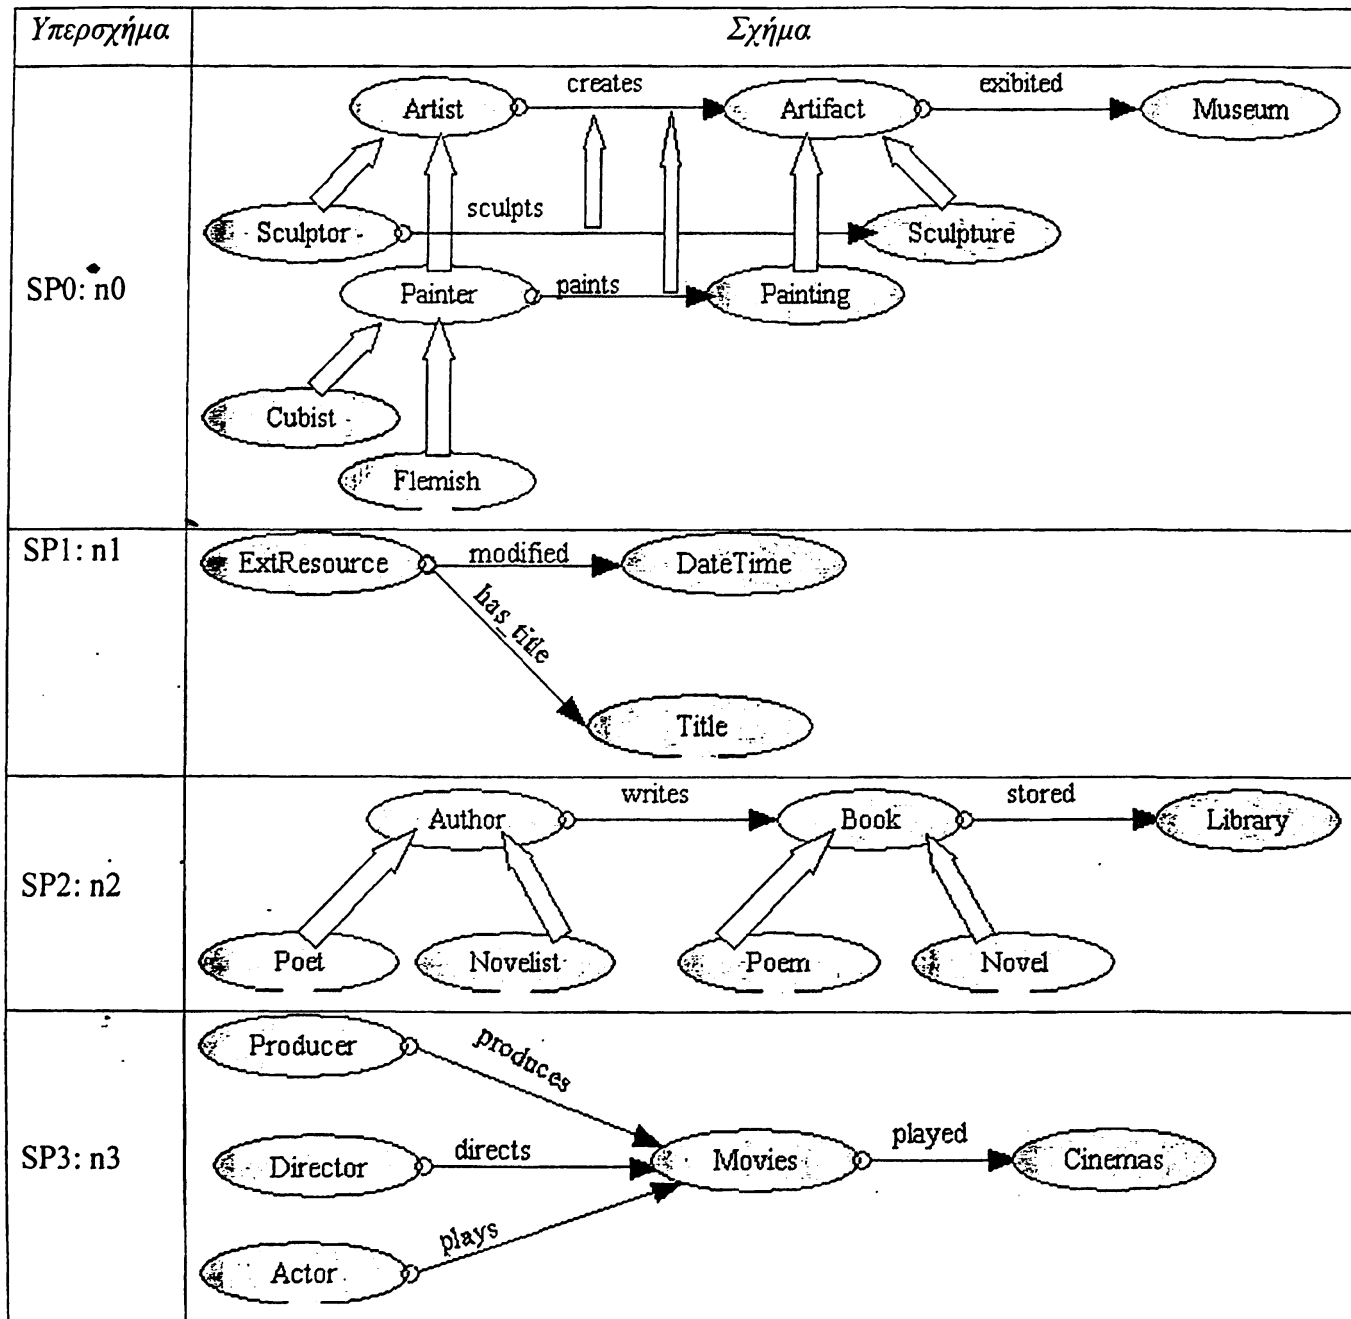 Υπερσχήμα Σχήμα
SP0: n0
Artist creates Artifact exibited Museum
Sculptor sculpts Sculpture
Painter paints Painting
Cubist
Flemish
SP1: n1
ExtResource modified DateTime
has_title
Title
SP2: n2
Author writes Book stored Library
Poet Novelist Poem Novel
SP3: n3
Producer produces
Director directs Movies played Cinemas
Actor plays